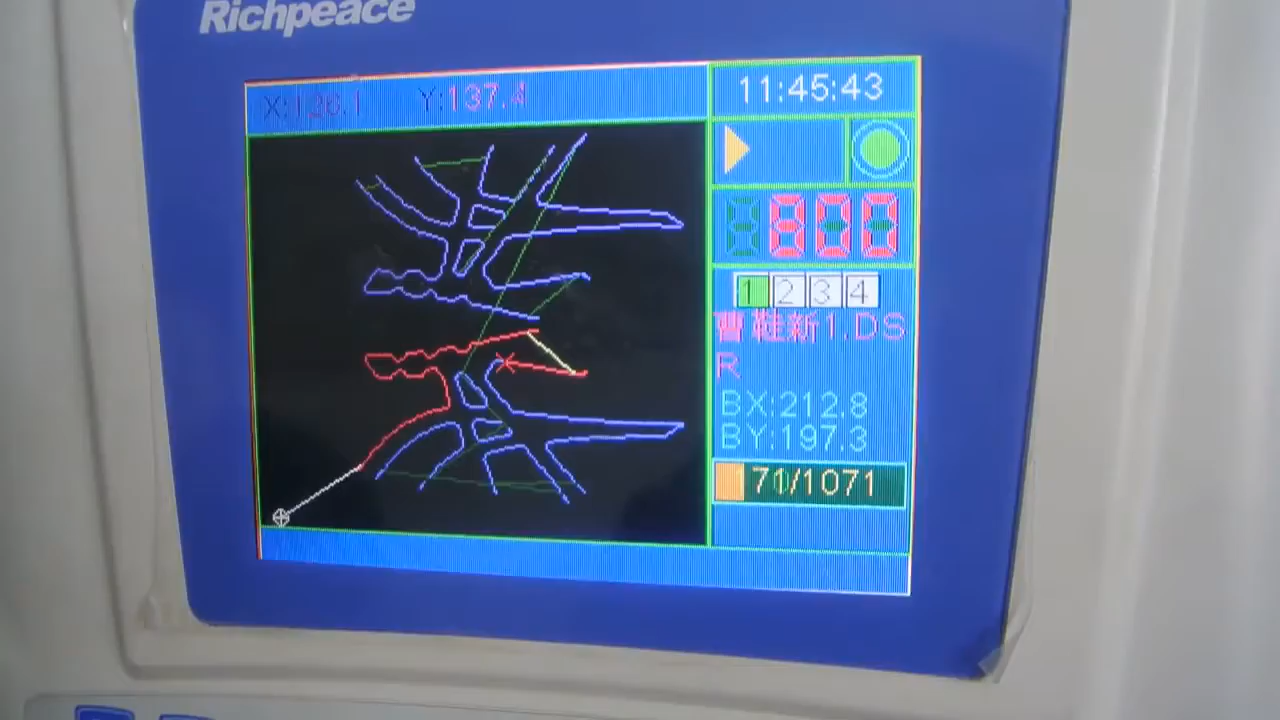 Richpeace
X:126.1 Y:137.4
11:45:43
800
1 2 3 4
曹鞋新1.DS
R
BX:212.8
BY:197.3
171/1071